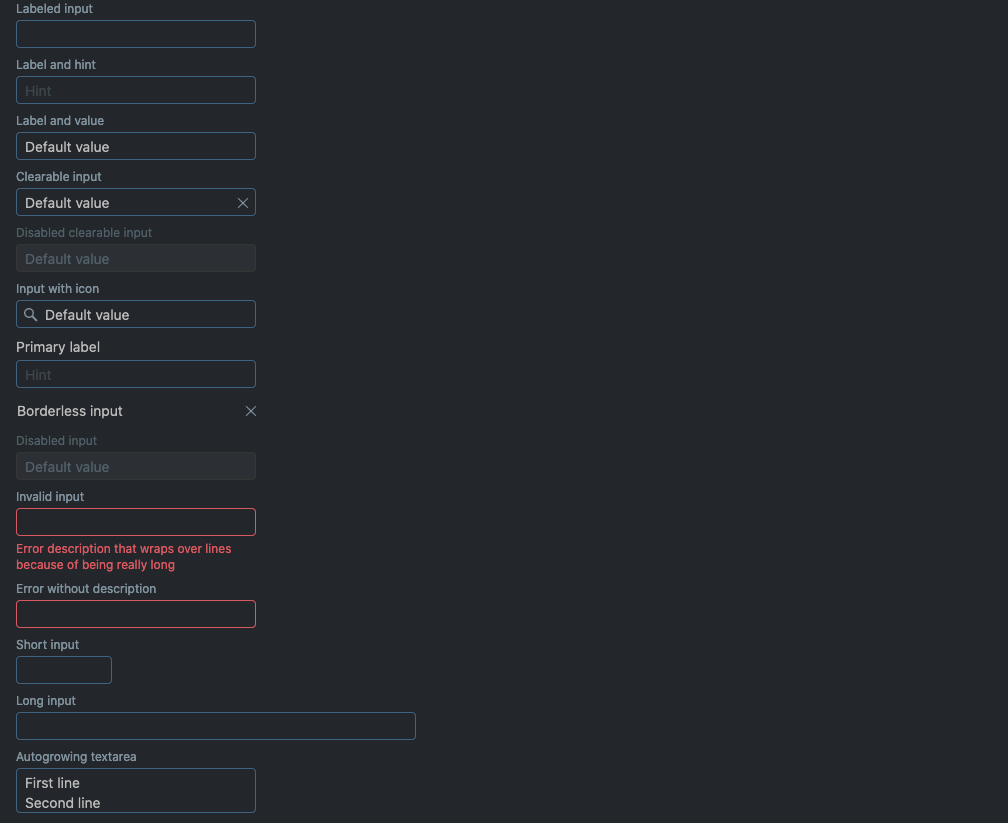 Labeled input
Label and hint
Hint
Label and value
Default value
Clearable input
Default value
Disabled clearable input
Default value
Input with icon
Default value
Primary label
Hint
Borderless input
Disabled input
Default value
Invalid input
Error description that wraps over lines
because of being really long
Error without description
Short input
Long input
Autogrowing textarea
First line
Second line